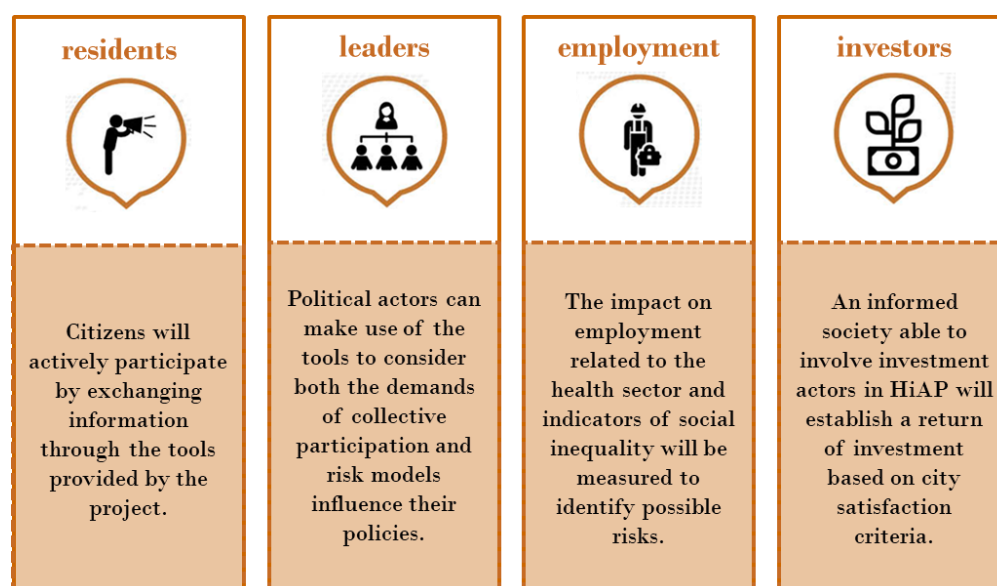 residents
Citizens will
actively participate
by exchanging
information
through the tools
provided by the
project.
leaders
Political actors can
make use of the
tools to consider
both the demands
of collective
participation and
risk models
influence their
policies.
employment
The impact on
employment
related to the
health sector and
indicators of social
inequality will be
measured to
identify possible
risks.
investors
An informed
society able to
involve investment
actors in HiAP will
establish a return
of investment
based on city
satisfaction
criteria.